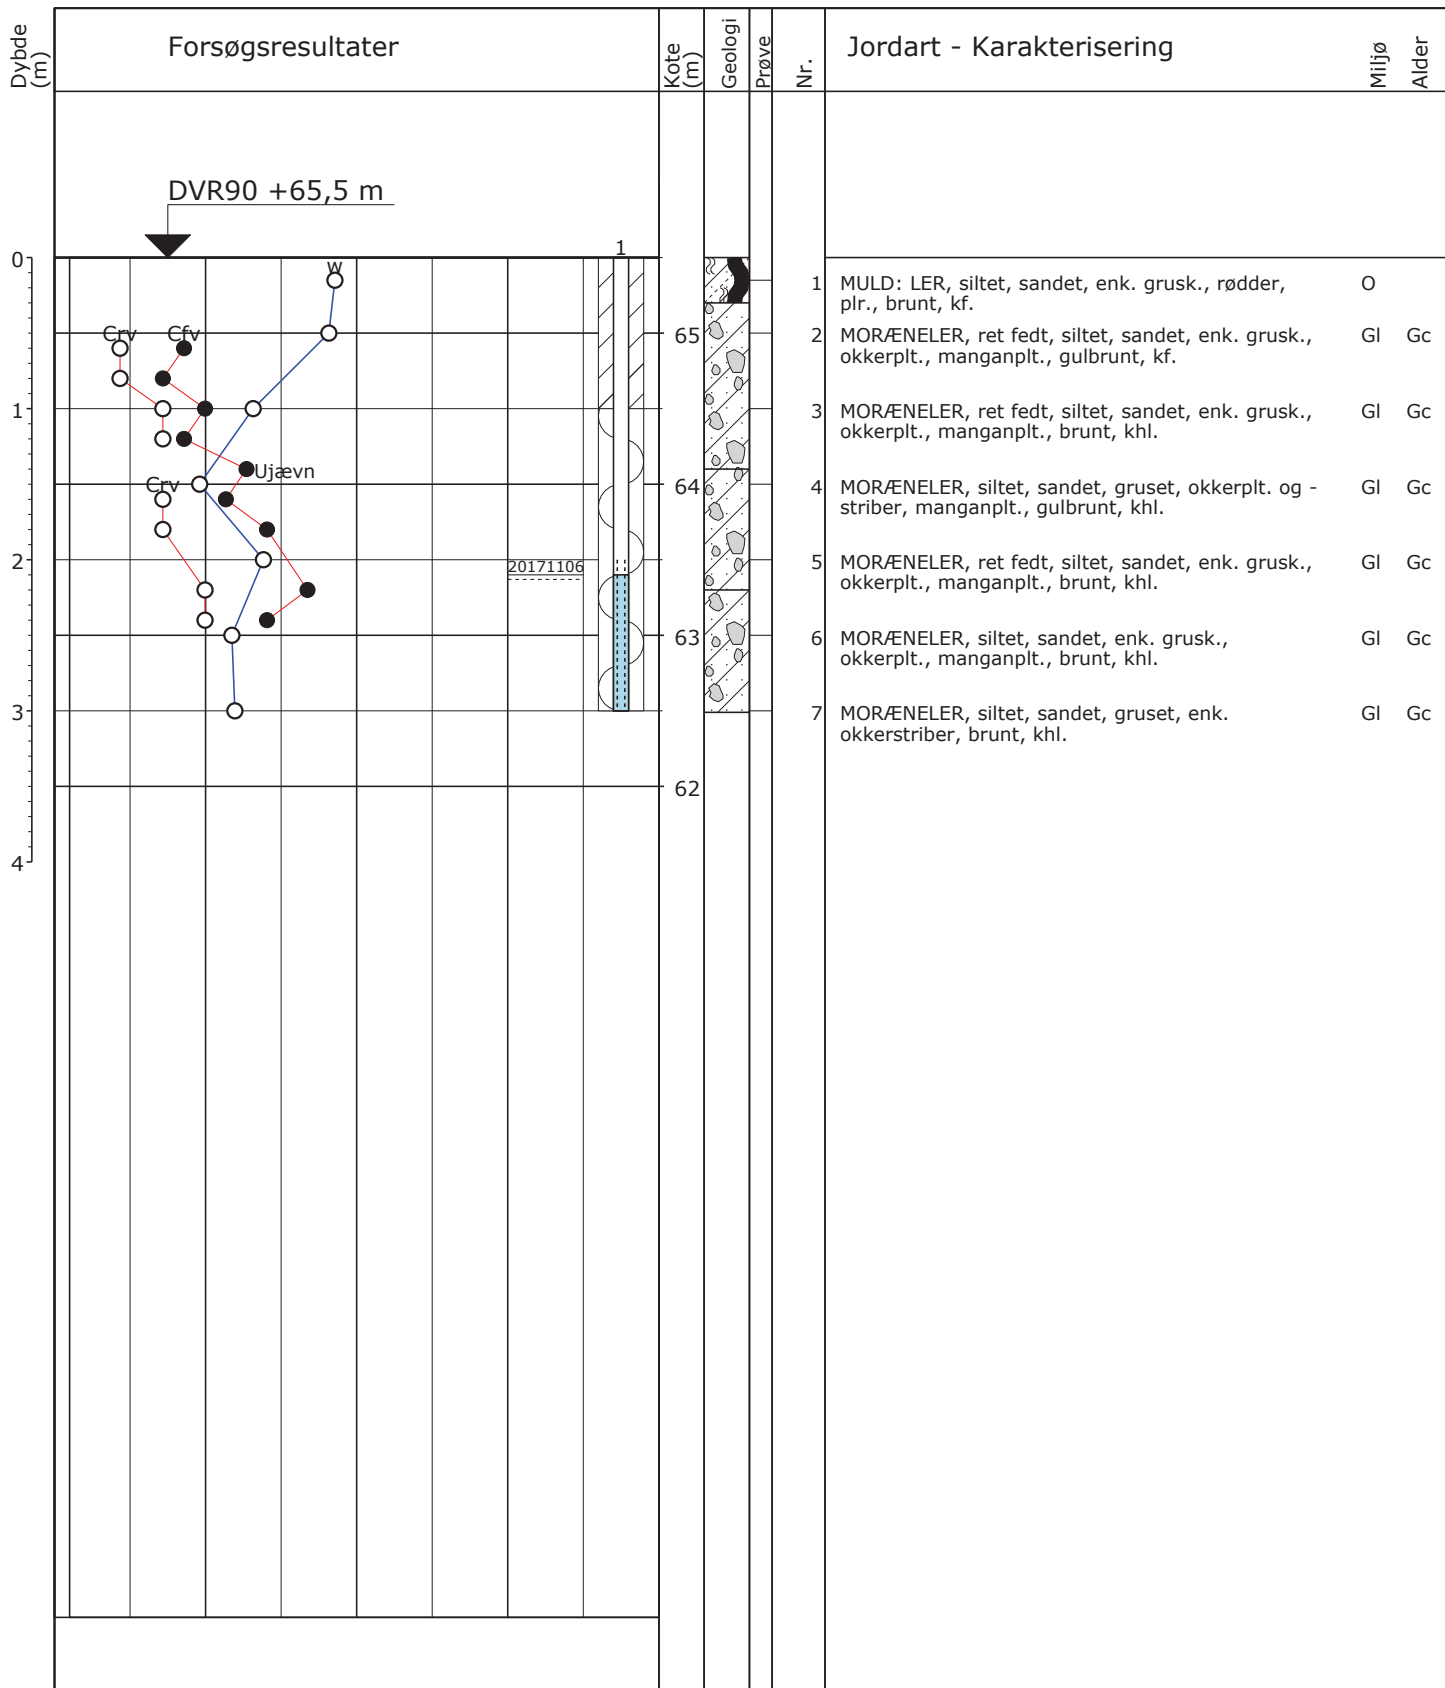 Dybde
(m)
Forsøgsresultater
Kote
(m)
Geologi
Prøve
Nr.
Jordart - Karakterisering
Miljø
Alder
DVR90 +65,5 m
0
1
w
1 MULD: LER, siltet, sandet, enk. grusk., rødder,
plr., brunt, kf.
O
Crv
Cfv
65
2 MORÆNELER, ret fedt, siltet, sandet, enk. grusk.,
okkerplt., manganplt., gulbrunt, kf.
Gl Gc
1
3 MORÆNELER, ret fedt, siltet, sandet, enk. grusk.,
okkerplt., manganplt., brunt, khl.
Gl Gc
Ujævn
Crv
64
4 MORÆNELER, siltet, sandet, gruset, okkerplt. og -
striber, manganplt., gulbrunt, khl.
Gl Gc
2
20171106
5 MORÆNELER, ret fedt, siltet, sandet, enk. grusk.,
okkerplt., manganplt., brunt, khl.
Gl Gc
63
6 MORÆNELER, siltet, sandet, enk. grusk.,
okkerplt., manganplt., brunt, khl.
Gl Gc
3
7 MORÆNELER, siltet, sandet, gruset, enk.
okkerstriber, brunt, khl.
Gl Gc
62
4